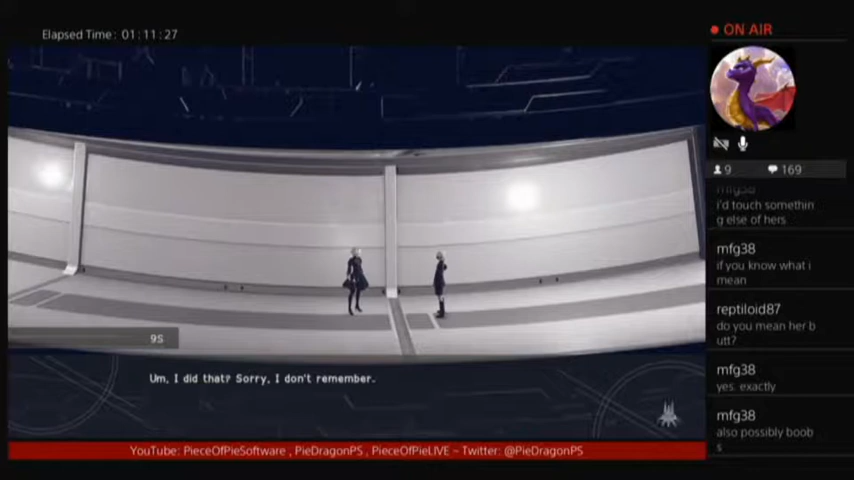 Elapsed Time: 01:11:27
ON AIR
9
169
mfg38
i'd touch somethin
g else of hers
mfg38
if you know what i
mean
reptiloid87
do you mean her b
utt?
mfg38
yes. exactly
mfg38
also possibly boob
s
9S
Um, I did that? Sorry, I don't remember.
YouTube: PieceOfPieSoftware , PieDragonPS , PieceOfPieLIVE - Twitter: @PieDragonPS